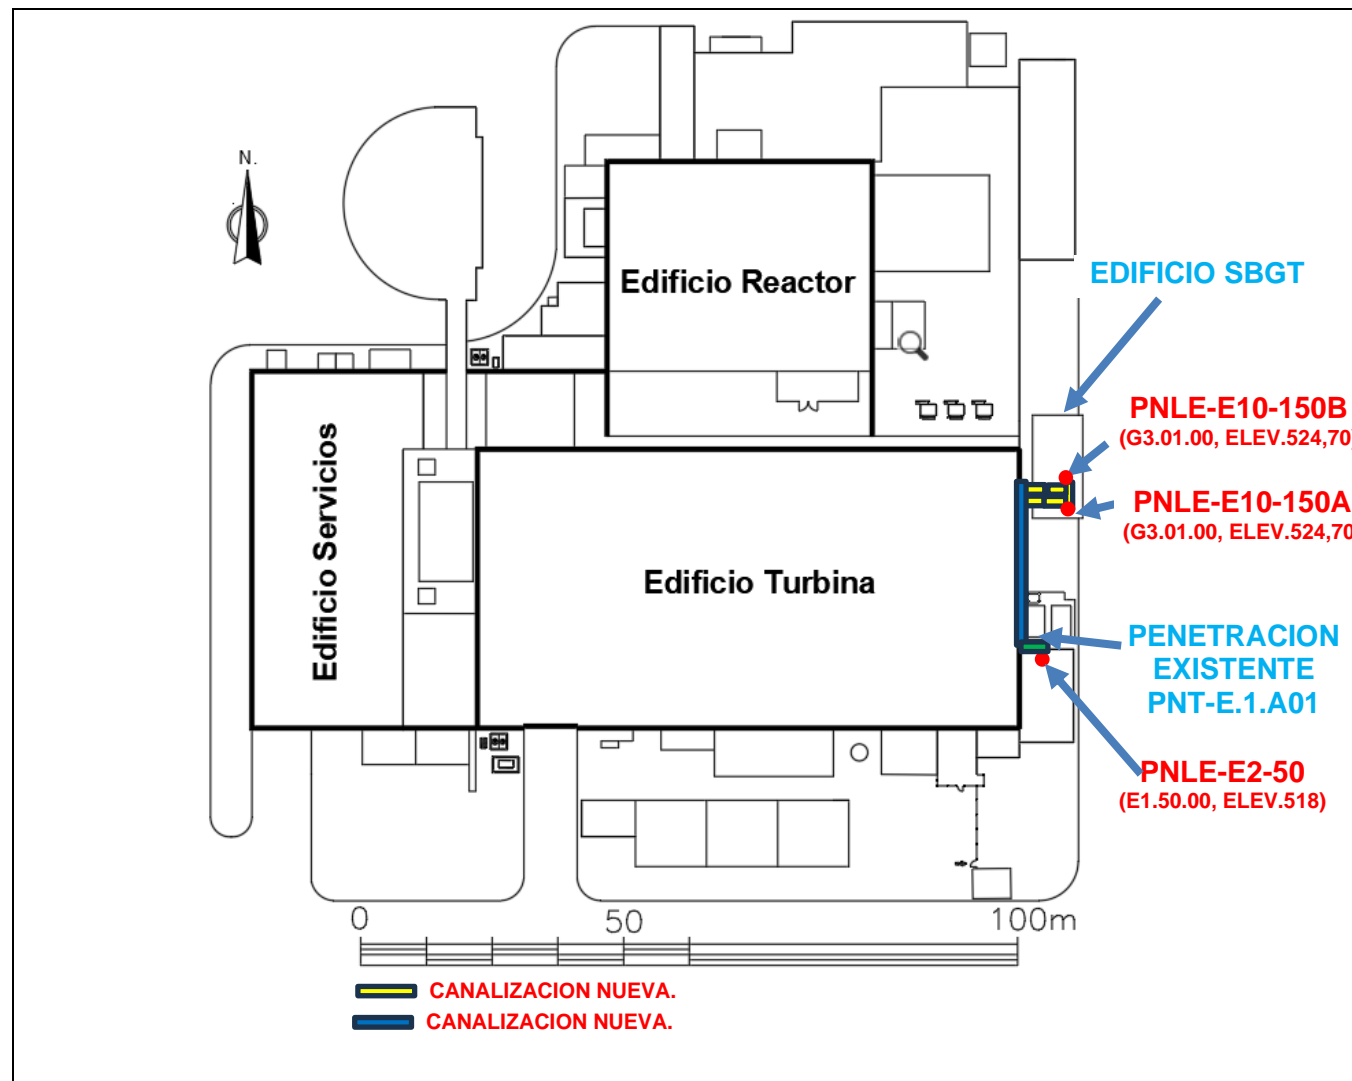 N.
Edificio Reactor
EDIFICIO SBGT
PNLE-E10-150B
(G3.01.00, ELEV.524,70)
PNLE-E10-150A
(G3.01.00, ELEV.524,70
Edificio Servicios
Edificio Turbina
PENETRACION
EXISTENTE
PNT-E.1.A01
PNLE-E2-50
(E1.50.00, ELEV.518)
0 50 100m
CANALIZACION NUEVA.
CANALIZACION NUEVA.